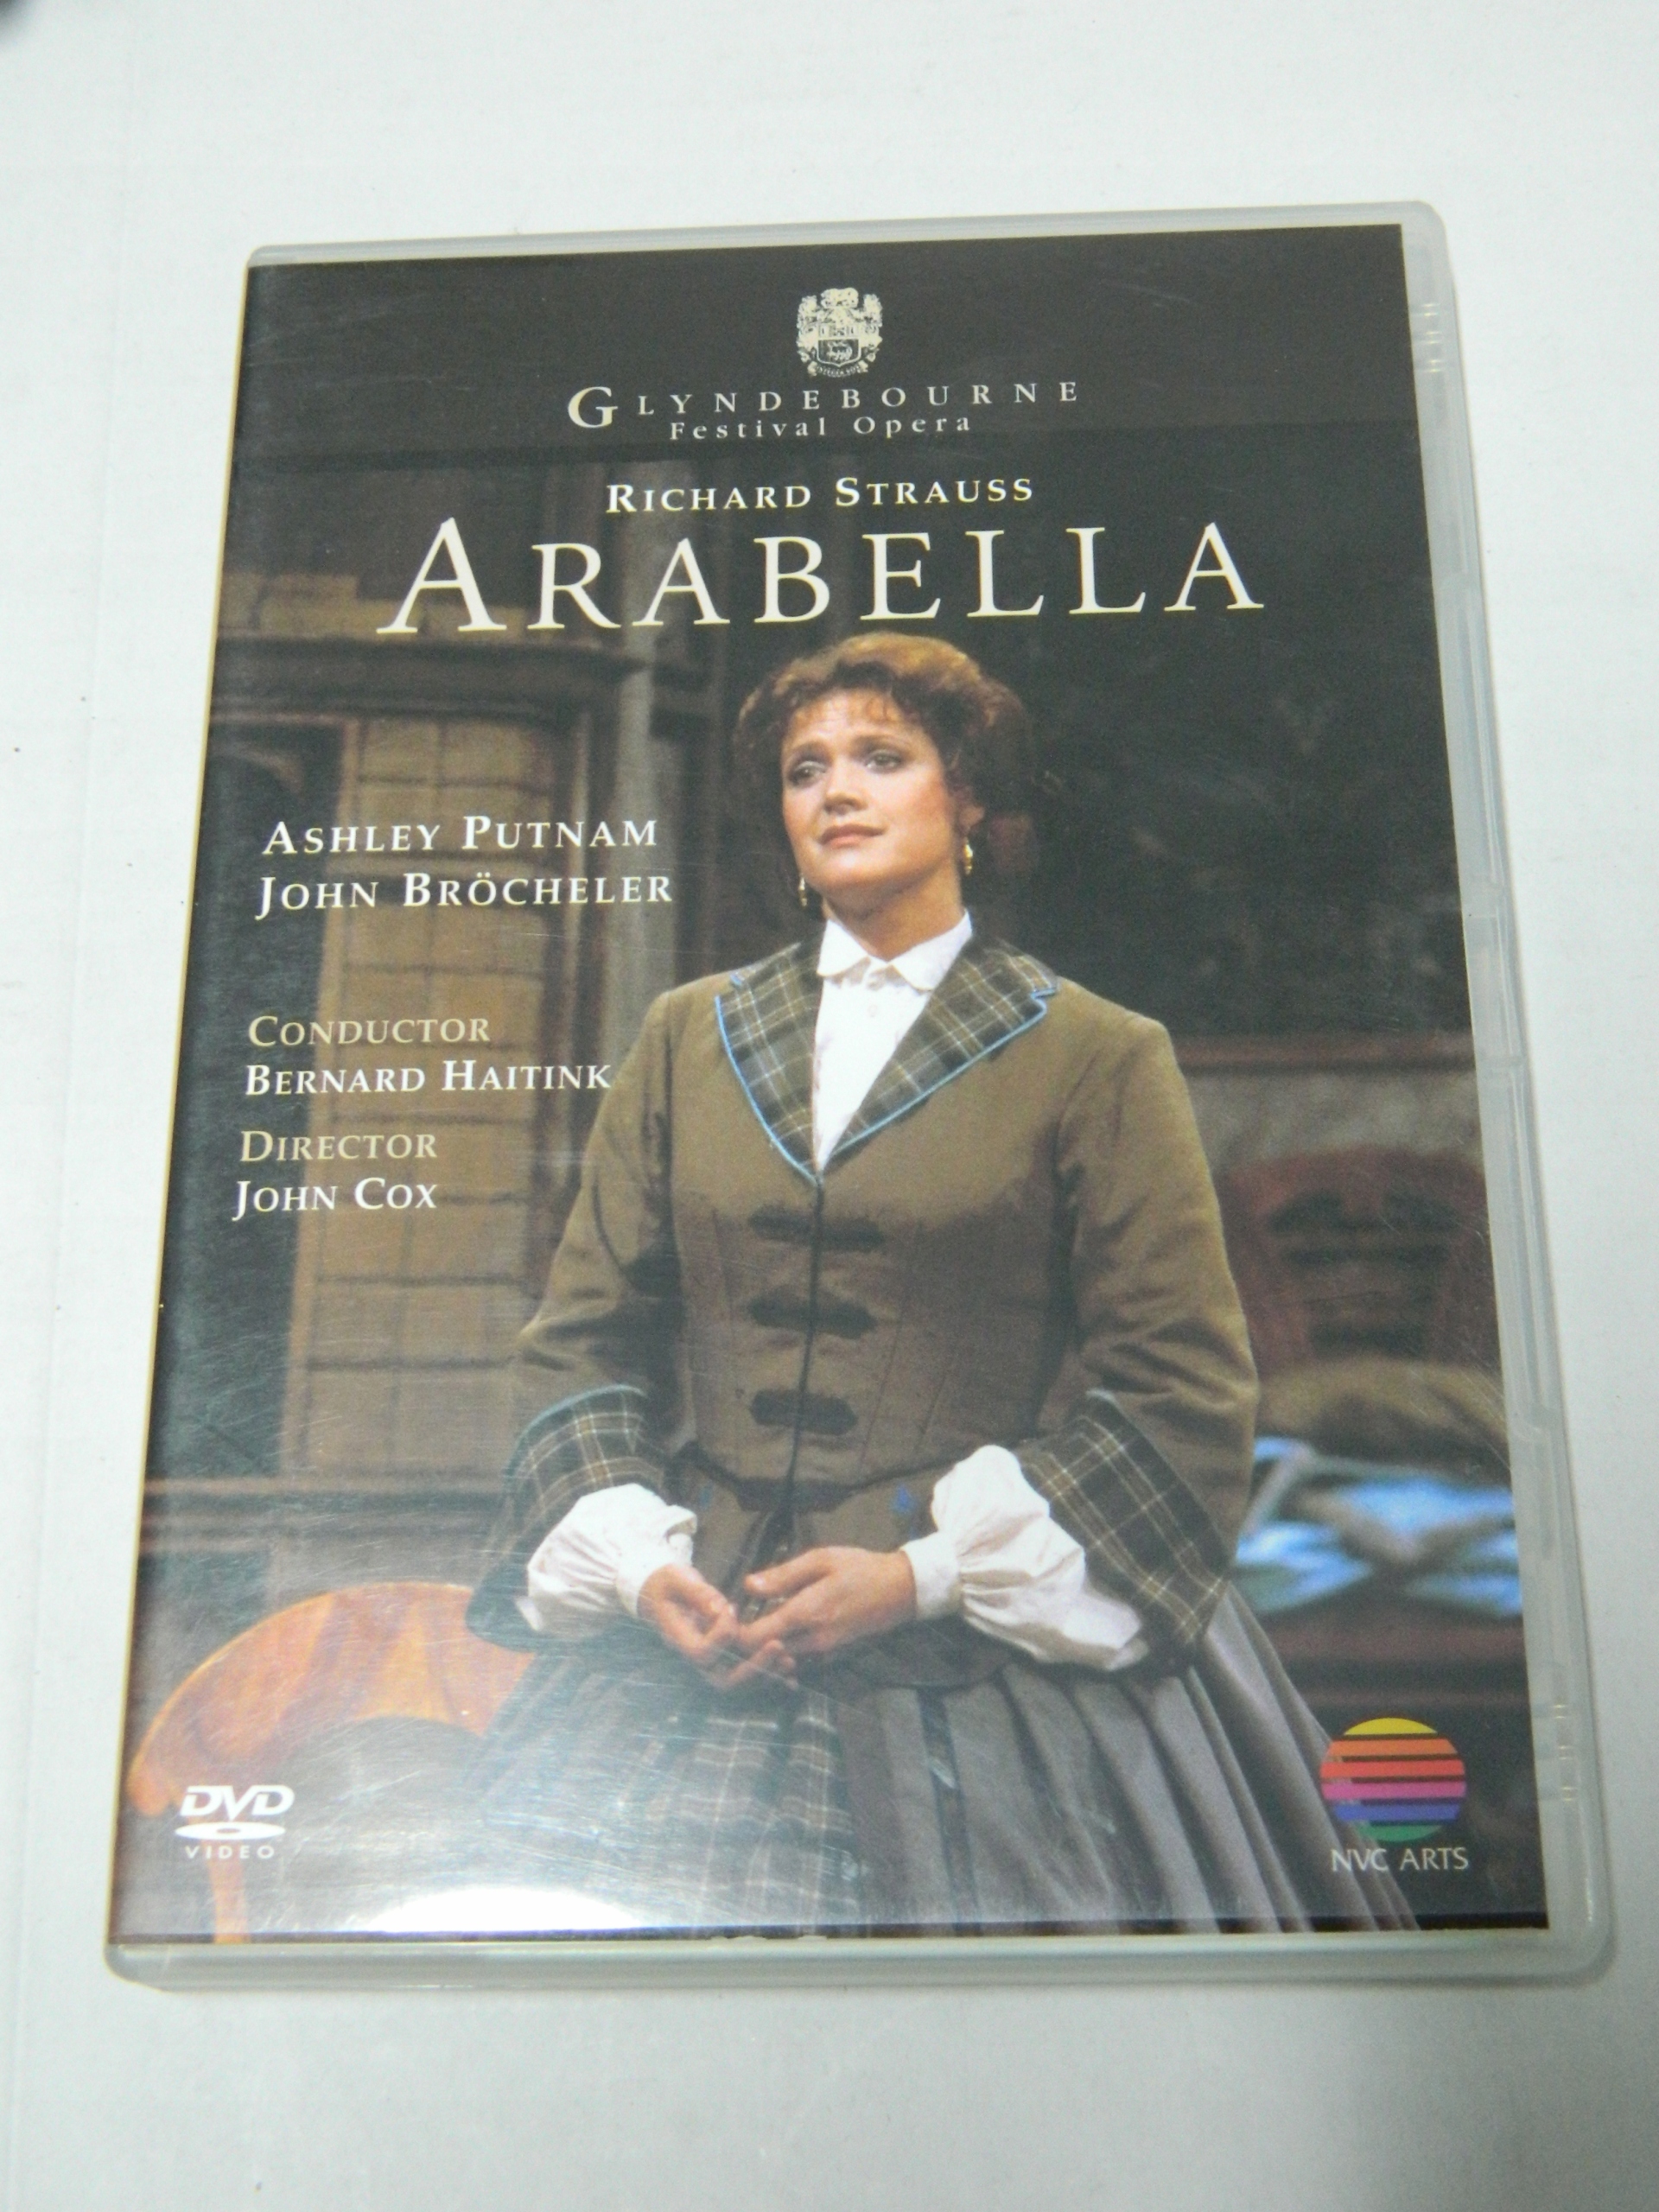 GLYNDEBOURNE
Festival Opera
RICHARD STRAUSS
ARABELLA
ASHLEY PUTNAM
JOHN BRÖCHELER
CONDUCTOR
BERNARD HAITINK
DIRECTOR
JOHN COX
DVD
VIDEO
NVC ARTS